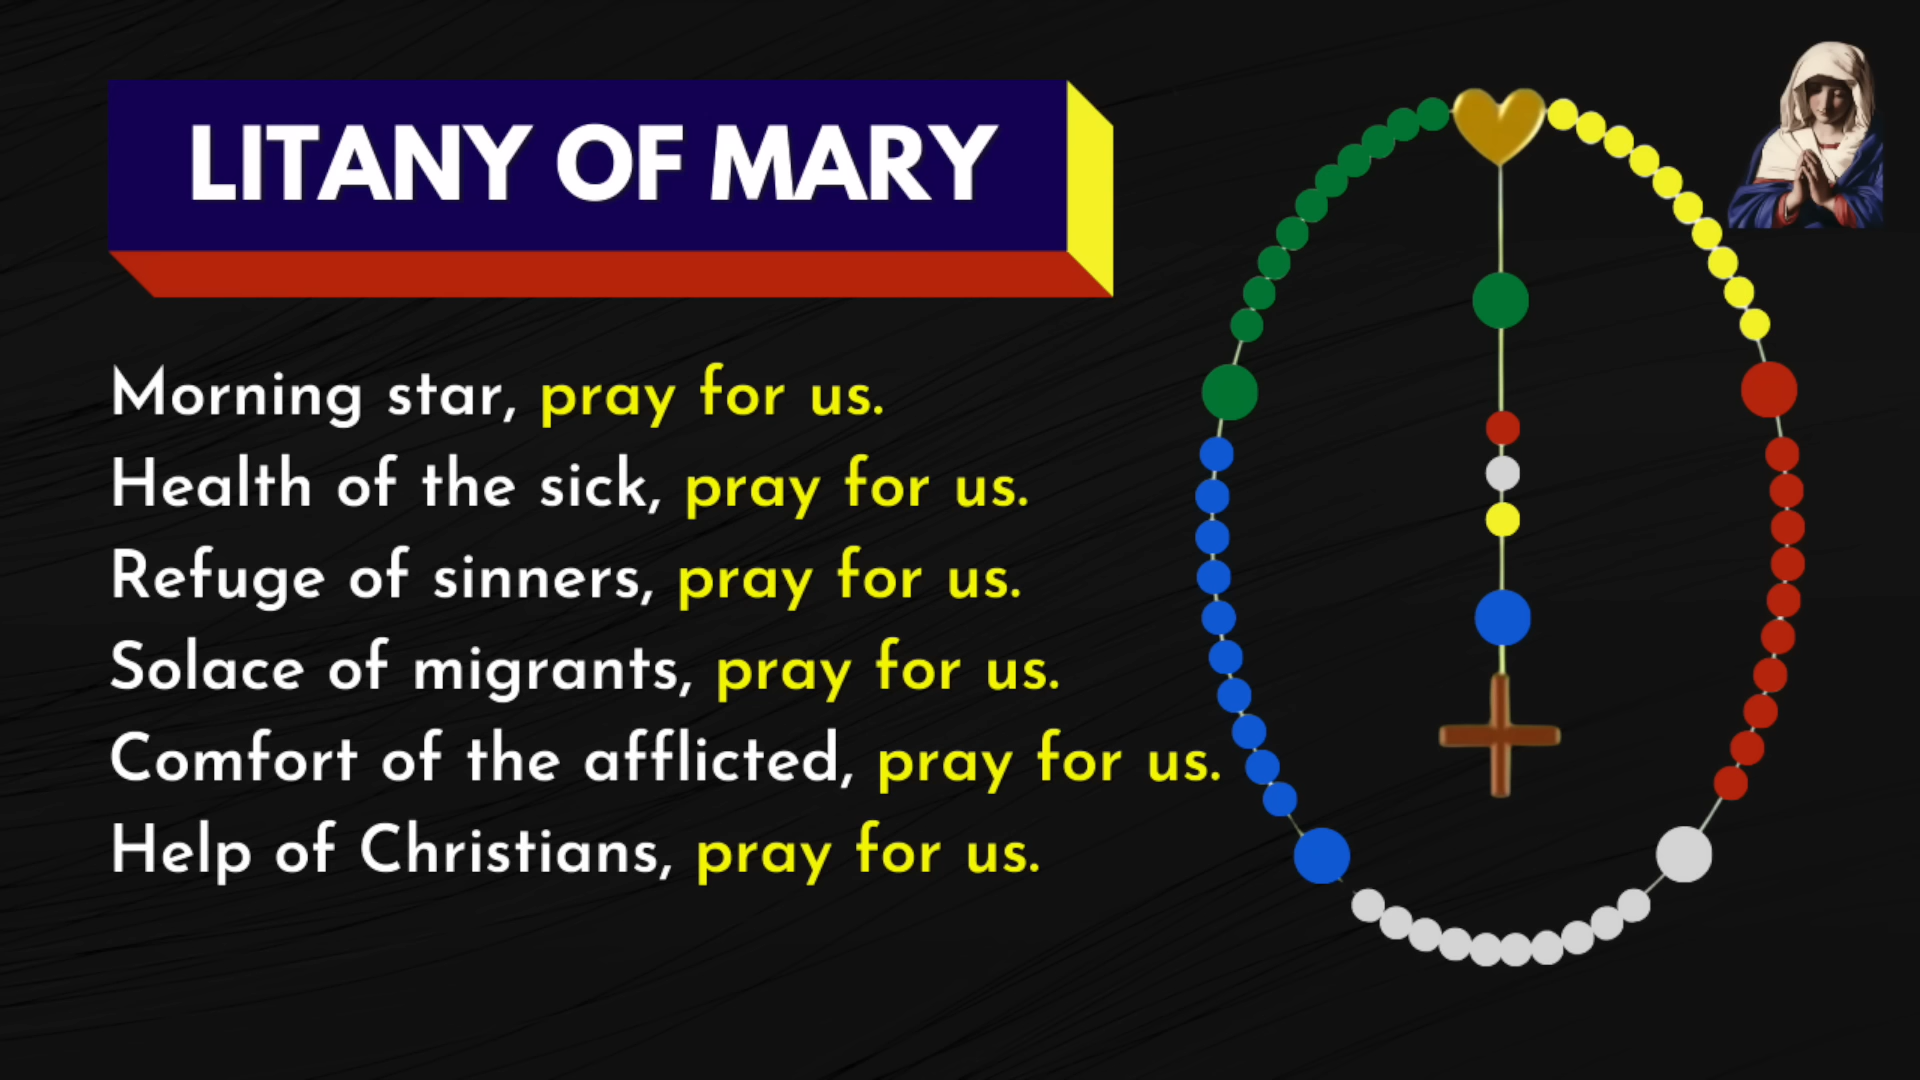 LITANY OF MARY
Morning star, pray for us.
Health of the sick, pray for us.
Refuge of sinners, pray for us.
Solace of migrants, pray for us.
Comfort of the afflicted, pray for us.
Help of Christians, pray for us.